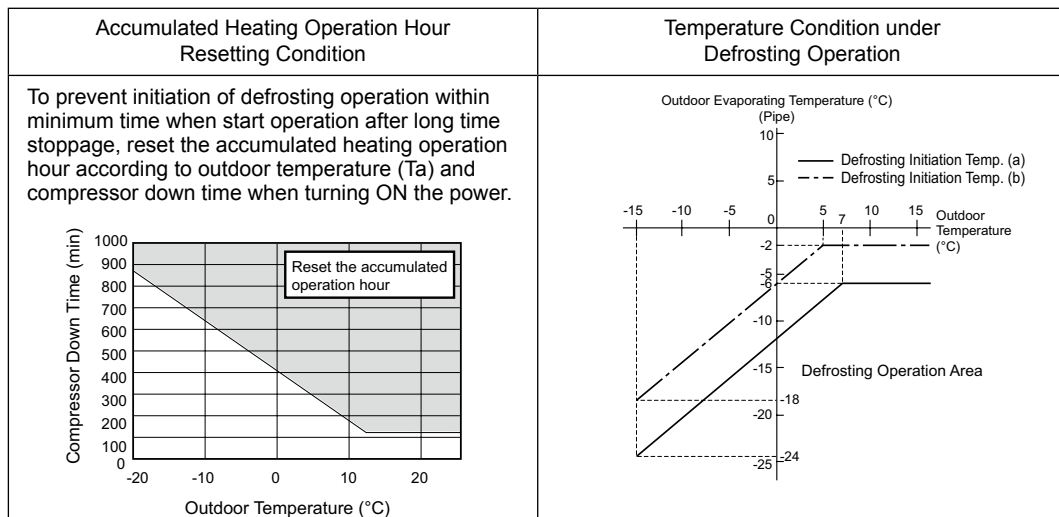 Accumulated Heating Operation Hour
Resetting Condition
Temperature Condition under
Defrosting Operation
To prevent initiation of defrosting operation within
minimum time when start operation after long time
stoppage, reset the accumulated heating operation
hour according to outdoor temperature (Ta) and
compressor down time when turning ON the power.
Compressor Down Time (min)
1000
900
800
700
600
500
400
300
200
100
0
Reset the accumulated
operation hour
-20 -10 0 10 20
Outdoor Temperature (°C)
Outdoor Evaporating Temperature (°C)
(Pipe)
10
Defrosting Initiation Temp. (a)
5
Defrosting Initiation Temp. (b)
-15 -10 -5 0 5 7 10 15
Outdoor
Temperature
(°C)
-2
-5
-6
-10
-15
Defrosting Operation Area
-18
-20
-24
-25